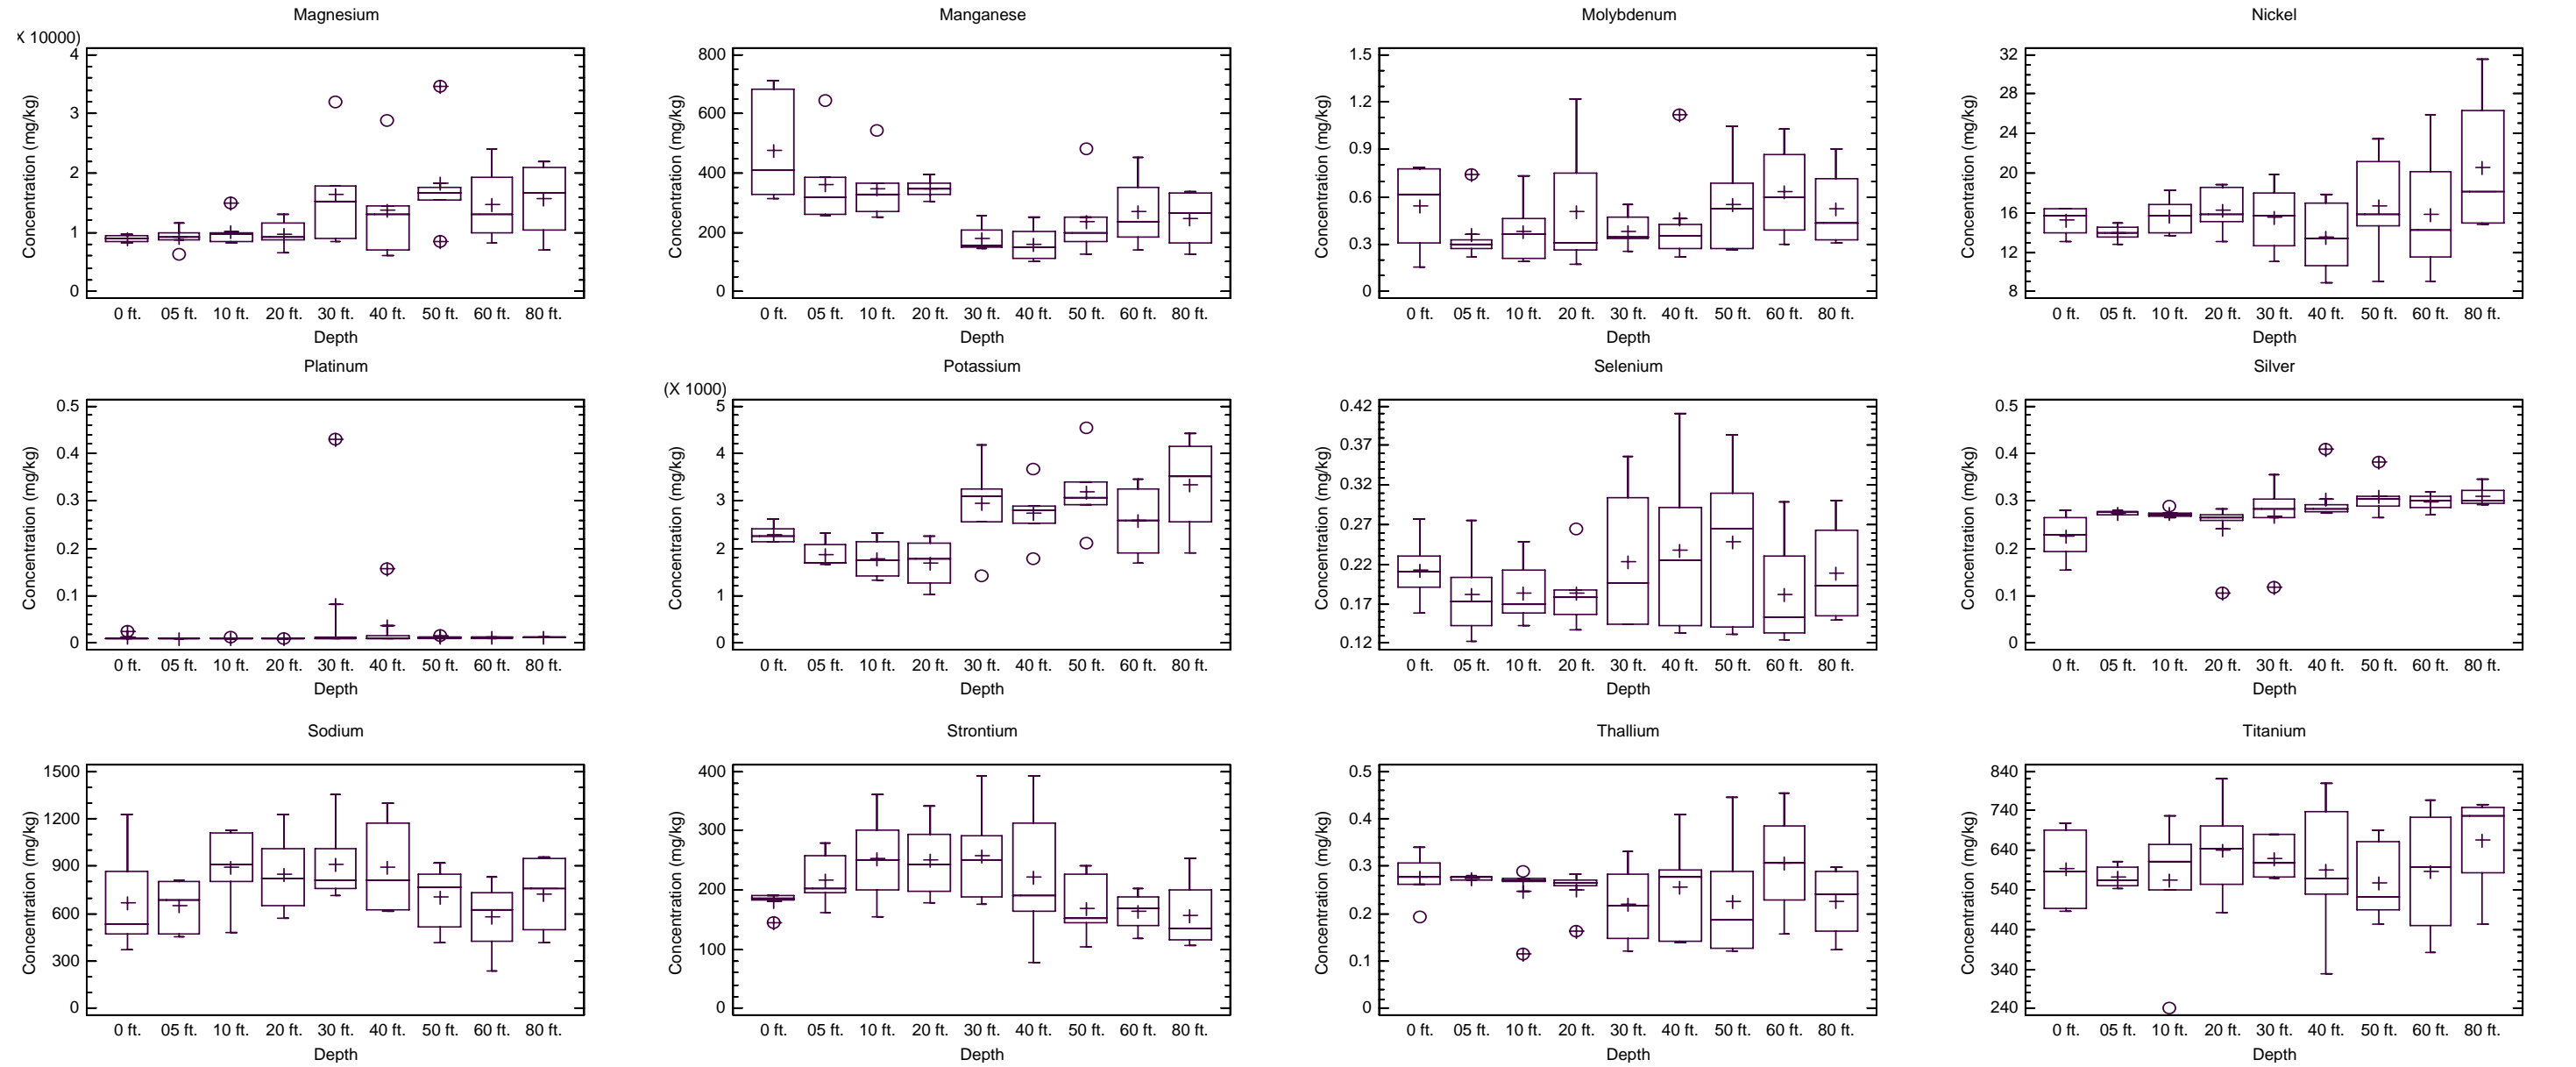 Magnesium Manganese Molybdenum Nickel
X 10000)
4 800 1.5 32
28
3 600 1.2 24
0.9
2 400 20
0.6 16
1 200 0.3 12
0 0 0 8
Concentration (mg/kg) Concentration (mg/kg) Concentration (mg/kg) Concentration (mg/kg)
0 ft. 05 ft. 10 ft. 20 ft. 30 ft. 40 ft. 50 ft. 60 ft. 80 ft. 0 ft. 05 ft. 10 ft. 20 ft. 30 ft. 40 ft. 50 ft. 60 ft. 80 ft. 0 ft. 05 ft. 10 ft. 20 ft. 30 ft. 40 ft. 50 ft. 60 ft. 80 ft. 0 ft. 05 ft. 10 ft. 20 ft. 30 ft. 40 ft. 50 ft. 60 ft. 80 ft.
Depth Depth Depth Depth
Platinum Potassium Selenium Silver
(X 1000)
0.5 5 0.42 0.5
0.4 4 0.37 0.4
0.32
0.3 3 0.27 0.3
0.2 2 0.22 0.2
0.1 1 0.17 0.1
0 0 0.12 0
Concentration (mg/kg) Concentration (mg/kg) Concentration (mg/kg) Concentration (mg/kg)
0 ft. 05 ft. 10 ft. 20 ft. 30 ft. 40 ft. 50 ft. 60 ft. 80 ft. 0 ft. 05 ft. 10 ft. 20 ft. 30 ft. 40 ft. 50 ft. 60 ft. 80 ft. 0 ft. 05 ft. 10 ft. 20 ft. 30 ft. 40 ft. 50 ft. 60 ft. 80 ft. 0 ft. 05 ft. 10 ft. 20 ft. 30 ft. 40 ft. 50 ft. 60 ft. 80 ft.
Depth Depth Depth Depth
Sodium Strontium Thallium Titanium
1500 400 0.5 840
1200 0.4 740
300
900 0.3 640
200 540
600 0.2 440
300 100 0.1 340
0 0 0 240
Concentration (mg/kg) Concentration (mg/kg) Concentration (mg/kg) Concentration (mg/kg)
0 ft. 05 ft. 10 ft. 20 ft. 30 ft. 40 ft. 50 ft. 60 ft. 80 ft. 0 ft. 05 ft. 10 ft. 20 ft. 30 ft. 40 ft. 50 ft. 60 ft. 80 ft. 0 ft. 05 ft. 10 ft. 20 ft. 30 ft. 40 ft. 50 ft. 60 ft. 80 ft. 0 ft. 05 ft. 10 ft. 20 ft. 30 ft. 40 ft. 50 ft. 60 ft. 80 ft.
Depth Depth Depth Depth